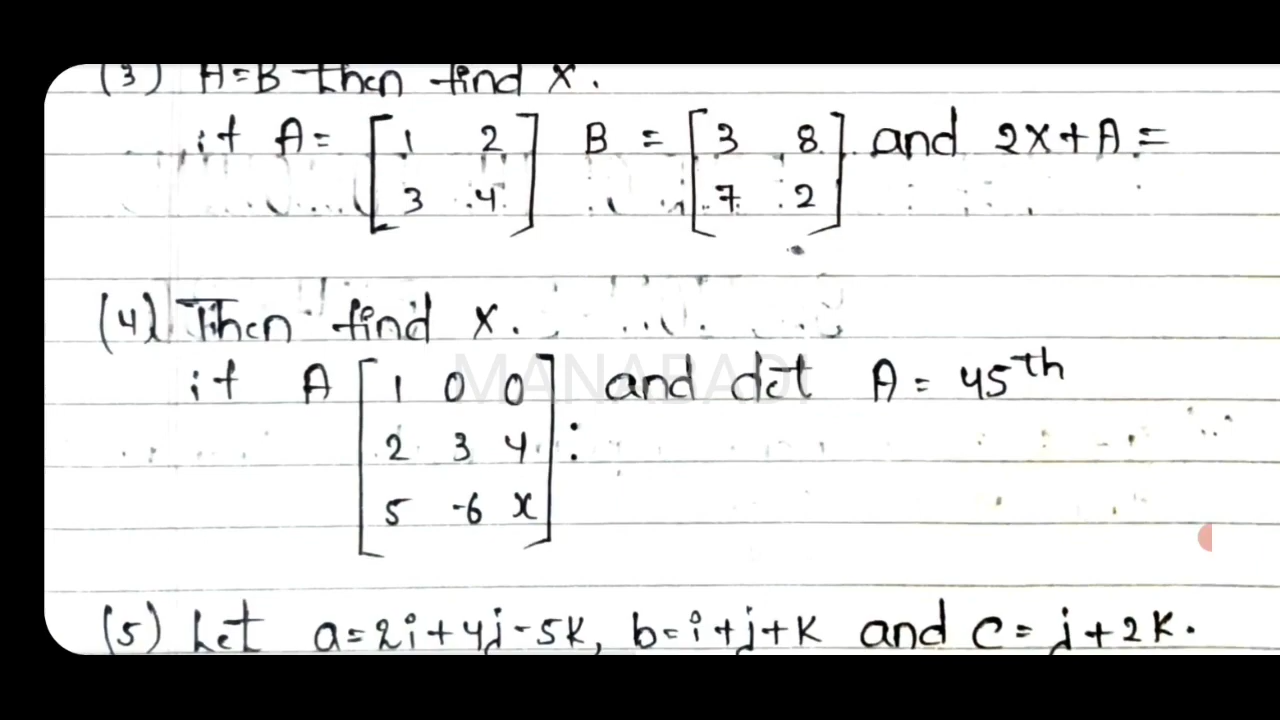 (3) A=B then find x.
if A= [1 2 B = [3 8 and 2x+A =
3 4] 7 2]
(4) Then find x.
if A [1 0 0 and det A = 45th
2 3 4 :
5 -6 x]
(5) Let a=2i+4j-5k, b=i+j+k and c= j+2k.
MANABADI